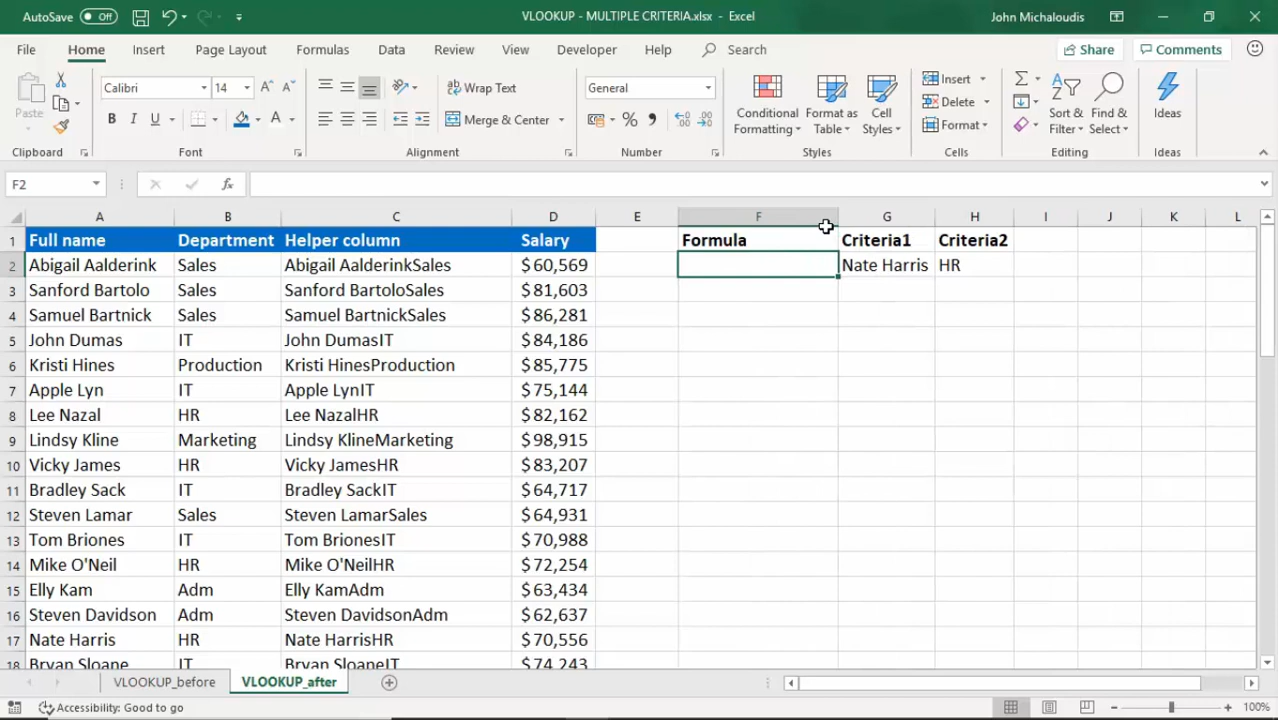 AutoSave Off VLOOKUP - MULTIPLE CRITERIA.xlsx - Excel John Michaloudis
File Home Insert Page Layout Formulas Data Review View Developer Help Search Share Comments
Paste Calibri 14 A A Wrap Text General Conditional Formatting Format as Table Cell Styles Insert Σ Sort & Filter Find & Select Ideas
B I U A Merge & Center % , Delete
Format
Clipboard Font Alignment Number Styles Cells Editing Ideas
F2 fx
A B C D E F G H I J K L
1 Full name Department Helper column Salary Formula Criteria1 Criteria2
2 Abigail Aalderink Sales Abigail AalderinkSales $60,569 Nate Harris HR
3 Sanford Bartolo Sales Sanford BartoloSales $81,603
4 Samuel Bartnick Sales Samuel BartnickSales $86,281
5 John Dumas IT John DumasIT $84,186
6 Kristi Hines Production Kristi HinesProduction $85,775
7 Apple Lyn IT Apple LynIT $75,144
8 Lee Nazal HR Lee NazalHR $82,162
9 Lindsy Kline Marketing Lindsy KlineMarketing $98,915
10 Vicky James HR Vicky JamesHR $83,207
11 Bradley Sack IT Bradley SackIT $64,717
12 Steven Lamar Sales Steven LamarSales $64,931
13 Tom Briones IT Tom BrionesIT $70,988
14 Mike O'Neil HR Mike O'NeilHR $72,254
15 Elly Kam Adm Elly KamAdm $63,434
16 Steven Davidson Adm Steven DavidsonAdm $62,637
17 Nate Harris HR Nate HarrisHR $70,556
18 Bryan Sloane IT Bryan SloaneIT $74,243
VLOOKUP_before VLOOKUP_after
Accessibility: Good to go 100%